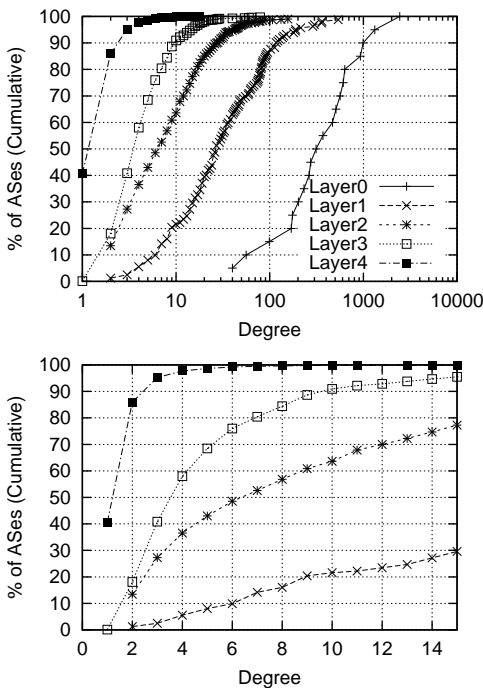 % of ASes (Cumulative)
100
90
80
70
60
50
40
30
20
10
0
1 10 100 1000 10000
Degree
Layer0
Layer1
Layer2
Layer3
Layer4
% of ASes (Cumulative)
100
90
80
70
60
50
40
30
20
10
0
0 2 4 6 8 10 12 14
Degree